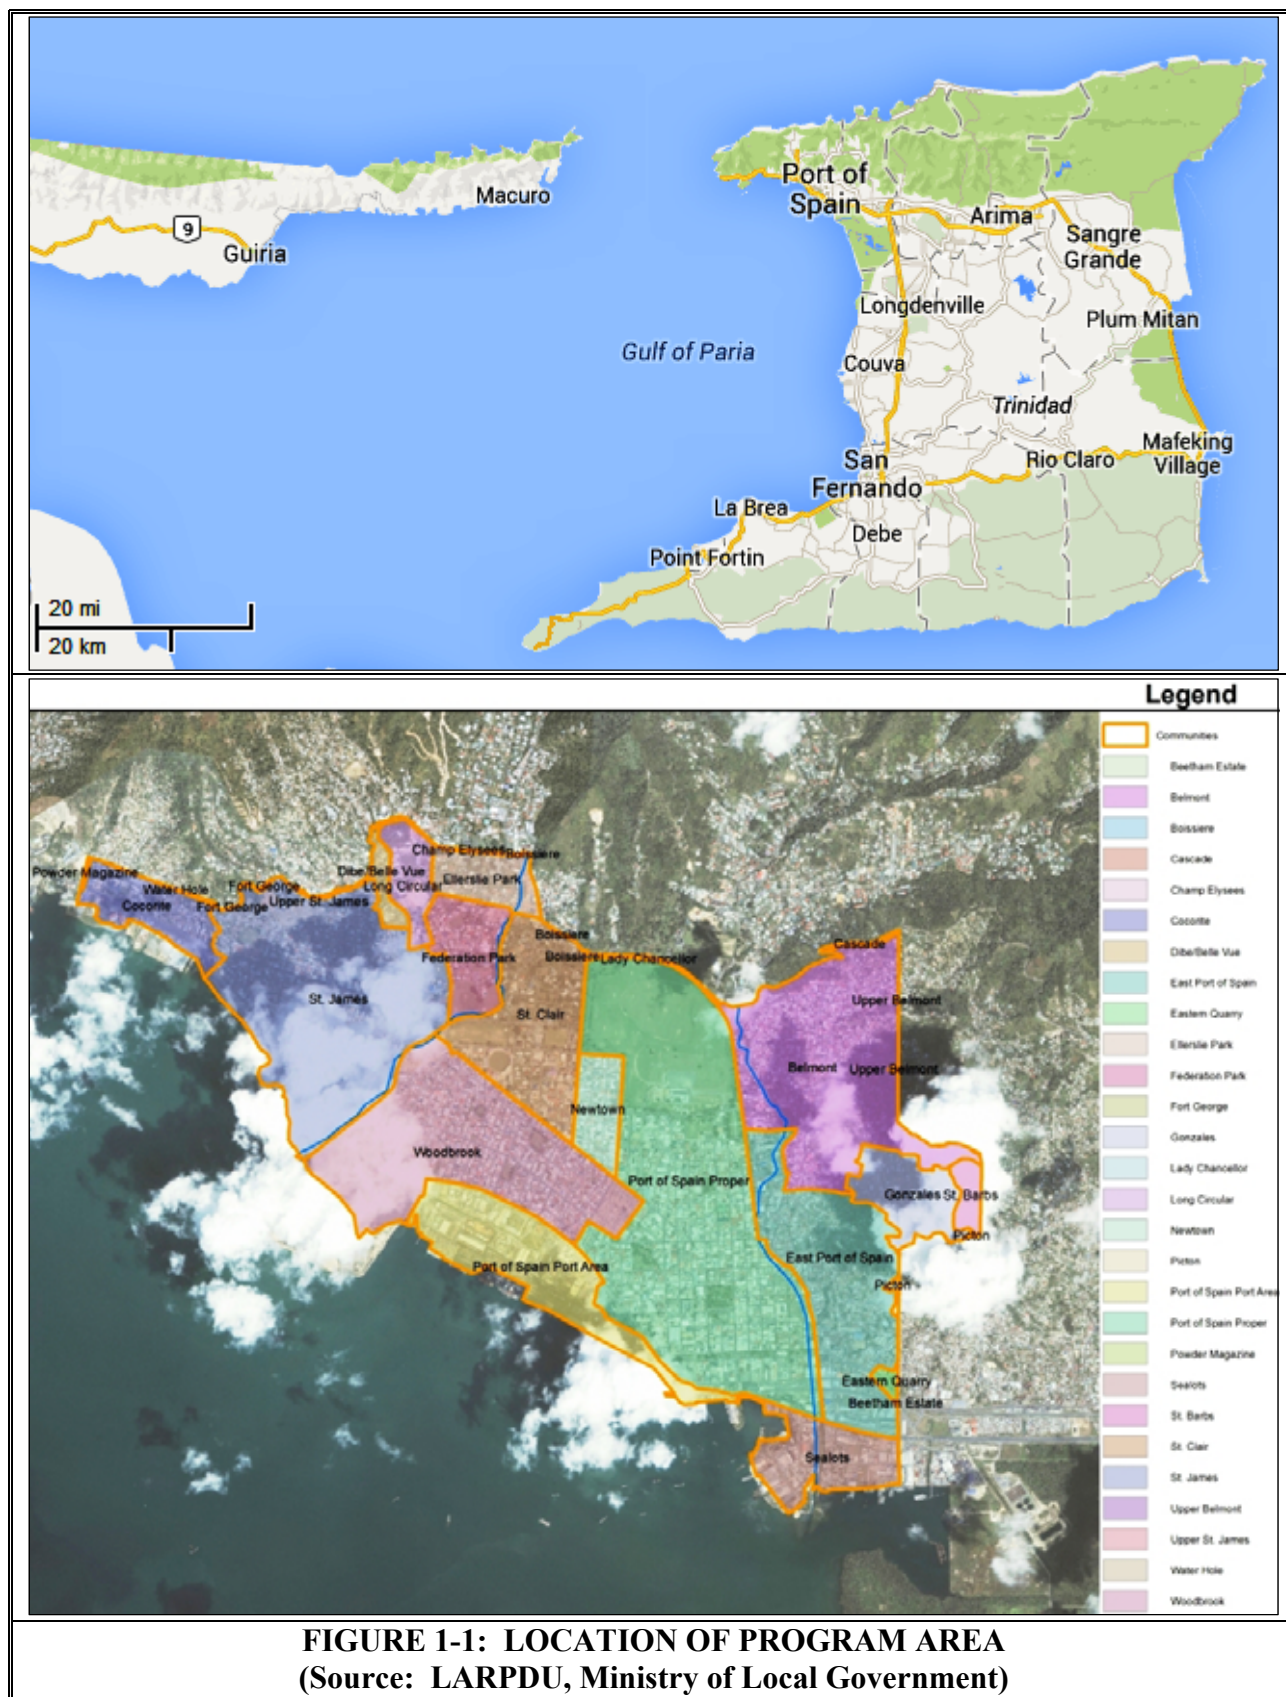 Port of
Spain
Macuro
Arima
9
Guiria
Sangre
Grande
Longdenville
Plum Mitan
Gulf of Paria
Couva
Trinidad
Mafeking
Village
San
Fernando
Rio Claro
La Brea
Debe
Point Fortin
20 mi
20 km
Legend
Communities
Beetham Estate
Belmont
Boissiere
Cascade
Champ Elysees
Cocorite
Dibe/Belle Vue
East Port of Spain
Eastern Quarry
Ellerslie Park
Federation Park
Fort George
Gonzales
Lady Chancellor
Long Circular
Newtown
Picton
Port of Spain Port Area
Port of Spain Proper
Powder Magazine
Sealots
St. Barbs
St. Clair
St. James
Upper Belmont
Upper St. James
Water Hole
Woodbrook
Champ Elysees
Boissiere
Powder Magazine
Dibe/Belle Vue
Ellerslie Park
Water Hole
Fort George
Long Circular
Cocorite
Fort George
Upper St. James
Boissiere
Cascade
Federation Park
Boissiere
Lady Chancellor
St. James
Upper Belmont
St. Clair
Belmont
Upper Belmont
Newtown
Woodbrook
Port of Spain Proper
Gonzales
St. Barbs
Picton
East Port of Spain
Port of Spain Port Area
Picton
Eastern Quarry
Beetham Estate
Sealots
FIGURE 1-1: LOCATION OF PROGRAM AREA
(Source: LARPDU, Ministry of Local Government)